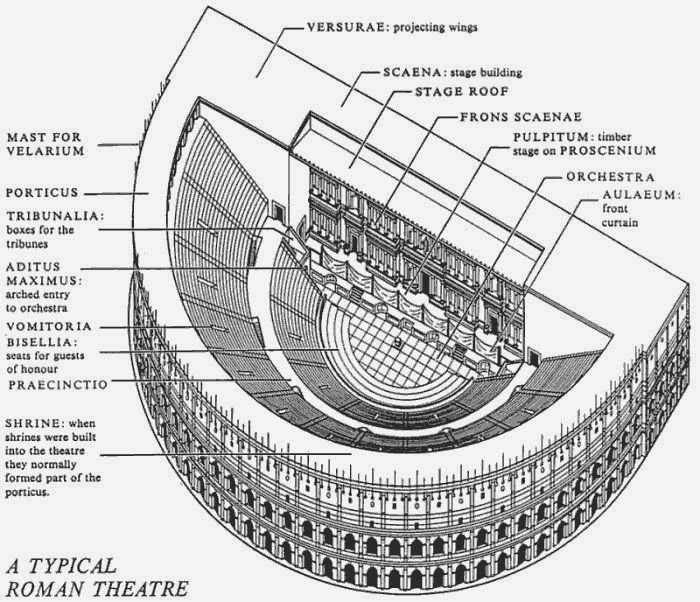 VERSURAE: projecting wings
SCAENA: stage building
STAGE ROOF
FRONS SCAENAE
PULPITUM: timber
stage on PROSCENIUM
ORCHESTRA
AULAEUM:
front
curtain
MAST FOR
VELARIUM
PORTICUS
TRIBUNALIA:
boxes for the
tribunes
ADITUS
MAXIMUS:
arched entry
to orchestra
VOMITORIA
BISELLIA:
seats for guests
of honour
PRAECINCTIO
SHRINE: when
shrines were built
into the theatre
they normally
formed part of the
porticus.
A TYPICAL
ROMAN THEATRE